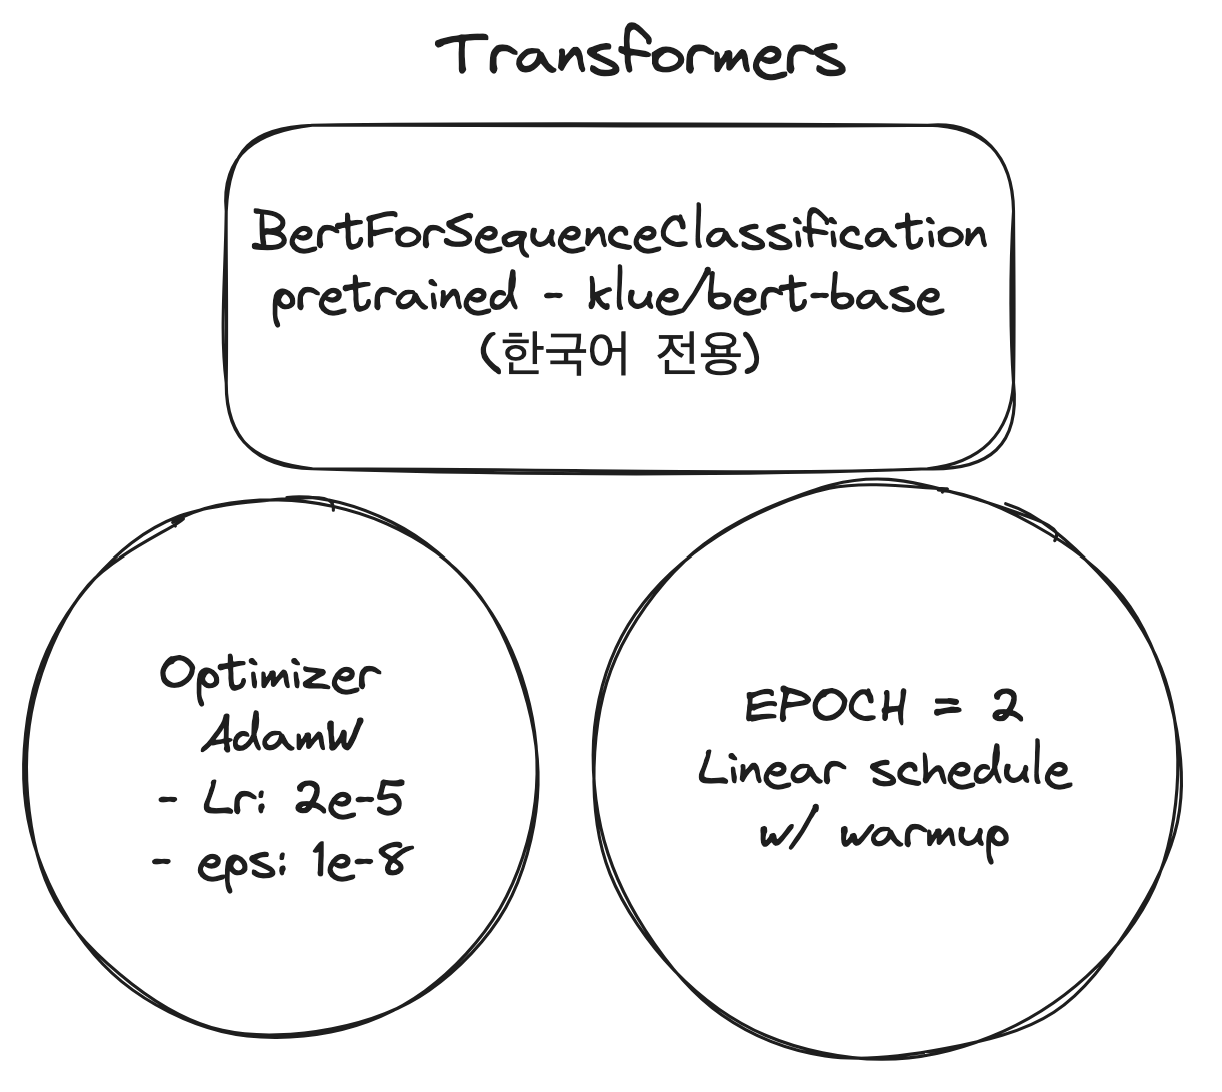 Transformers
BertForSequenceClassification
pretrained - klue/bert-base
(한국어 전용)
Optimizer
AdamW
- Lr: 2e-5
- eps: 1e-8
EPOCH = 2
Linear schedule
w/ warmup